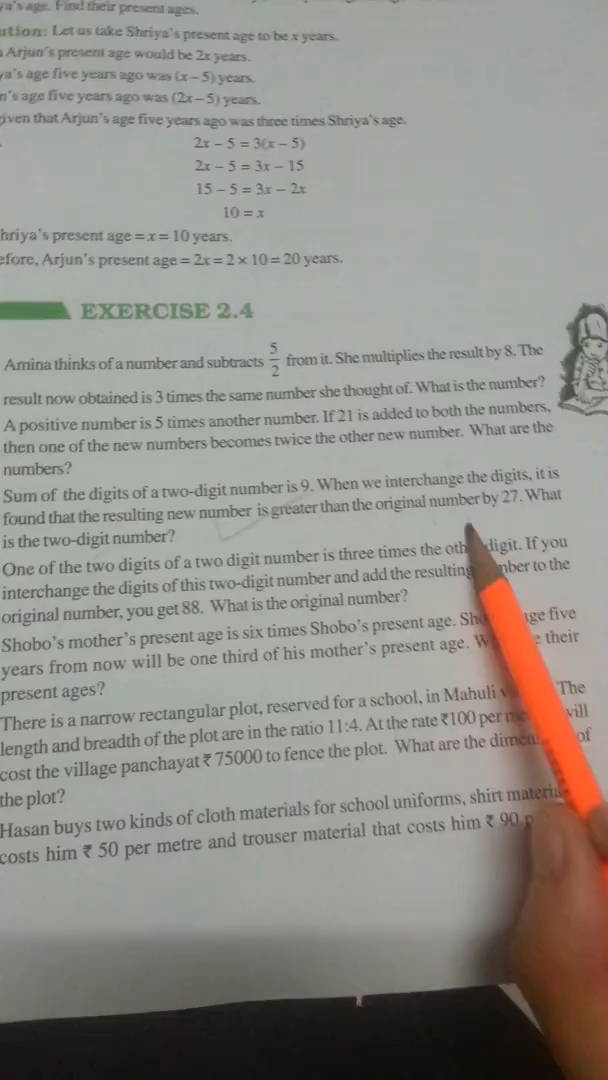 ya's age. Find their present ages.
ution: Let us take Shriya's present age to be x years.
Arjun's present age would be 2x years.
ya's age five years ago was (x – 5) years.
n's age five years ago was (2x – 5) years.
given that Arjun's age five years ago was three times Shriya's age.
2x – 5 = 3(x – 5)
2x – 5 = 3x – 15
15 – 5 = 3x – 2x
10 = x
hriya's present age = x = 10 years.
efore, Arjun's present age = 2x = 2 × 10 = 20 years.
EXERCISE 2.4
Amina thinks of a number and subtracts 5/2 from it. She multiplies the result by 8. The
result now obtained is 3 times the same number she thought of. What is the number?
A positive number is 5 times another number. If 21 is added to both the numbers,
then one of the new numbers becomes twice the other new number. What are the
numbers?
Sum of the digits of a two-digit number is 9. When we interchange the digits, it is
found that the resulting new number is greater than the original number by 27. What
is the two-digit number?
One of the two digits of a two digit number is three times the oth digit. If you
interchange the digits of this two-digit number and add the resulting mber to the
original number, you get 88. What is the original number?
Shobo's mother's present age is six times Shobo's present age. Sho ge five
years from now will be one third of his mother's present age. W their
present ages?
There is a narrow rectangular plot, reserved for a school, in Mahuli The
length and breadth of the plot are in the ratio 11:4. At the rate ₹100 per me will
cost the village panchayat ₹ 75000 to fence the plot. What are the dimen of
the plot?
Hasan buys two kinds of cloth materials for school uniforms, shirt materia
costs him ₹ 50 per metre and trouser material that costs him ₹ 90 p